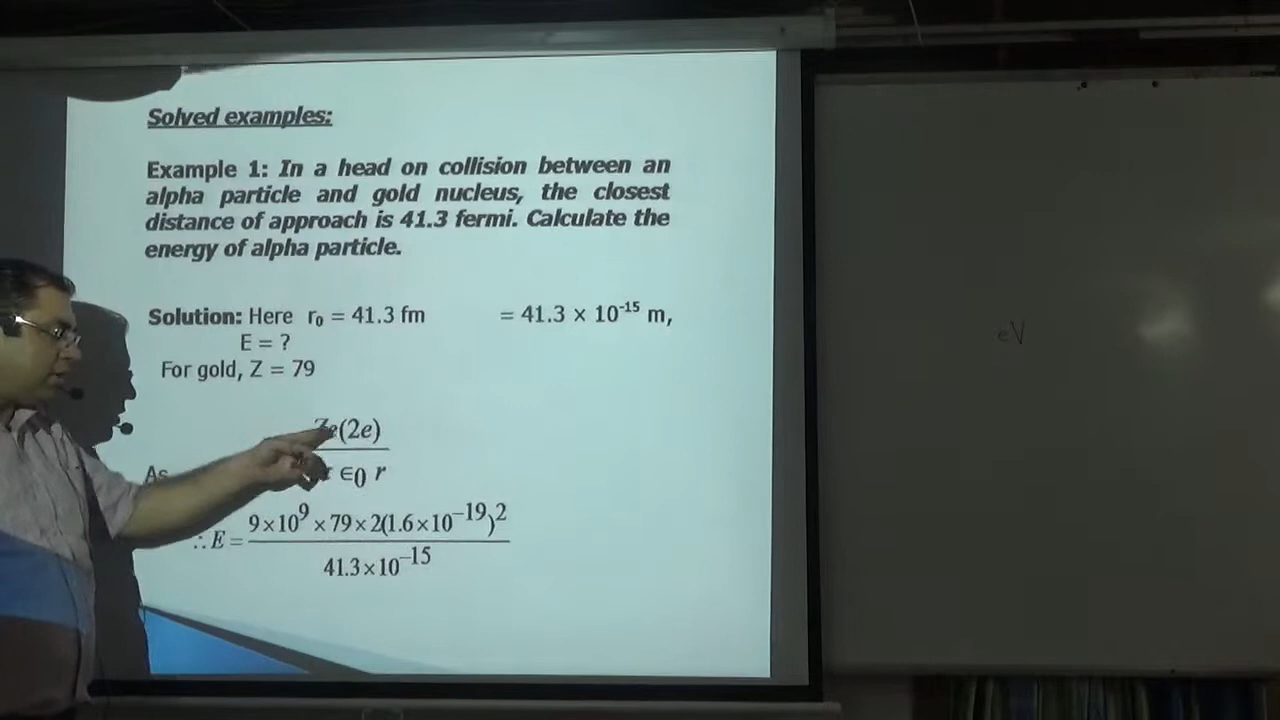 Solved examples:
Example 1: In a head on collision between an
alpha particle and gold nucleus, the closest
distance of approach is 41.3 fermi. Calculate the
energy of alpha particle.
Solution: Here r₀ = 41.3 fm = 41.3 × 10⁻¹⁵ m,
E = ?
For gold, Z = 79
Ze(2e)
As ∈₀ r
∴ E = 9×10⁹ ×79×2(1.6×10⁻¹⁹)²
41.3×10⁻¹⁵
eV